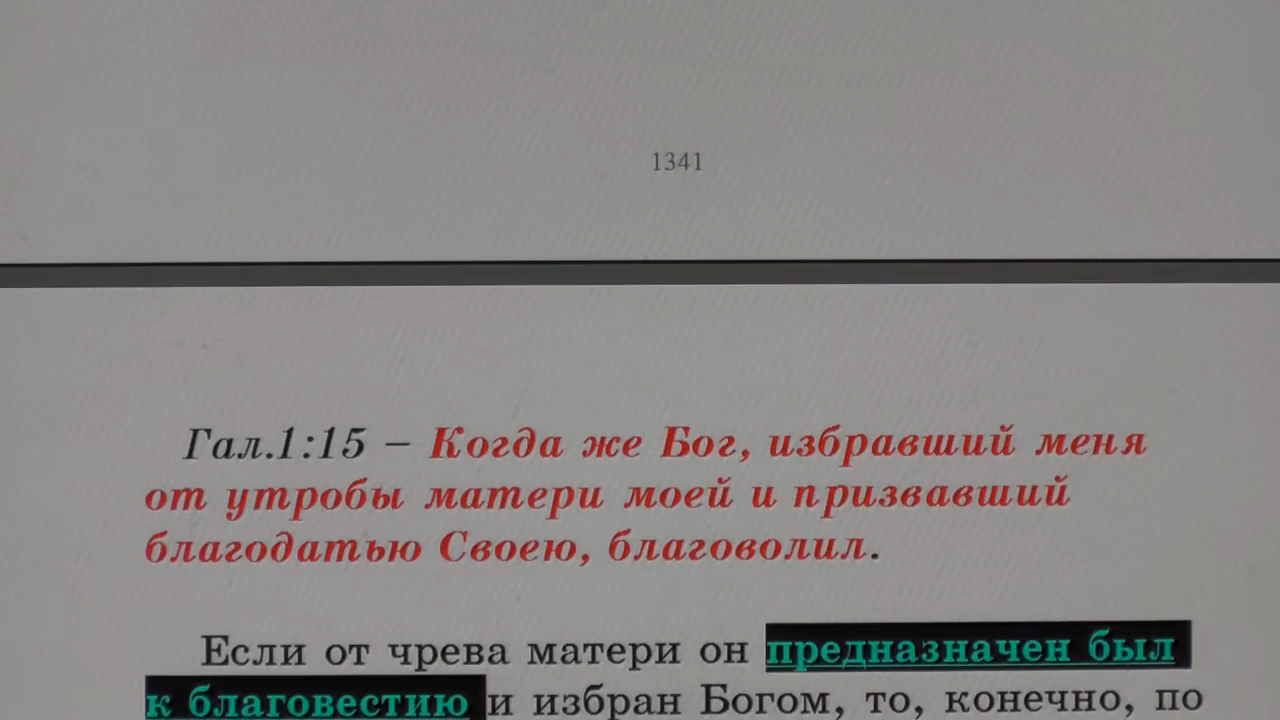 1341
Гал.1:15 – Когда же Бог, избравший меня
от утробы матери моей и призвавший
благодатью Своею, благоволил.
Если от чрева матери он предназначен был
к благовестию и избран Богом, то, конечно, по